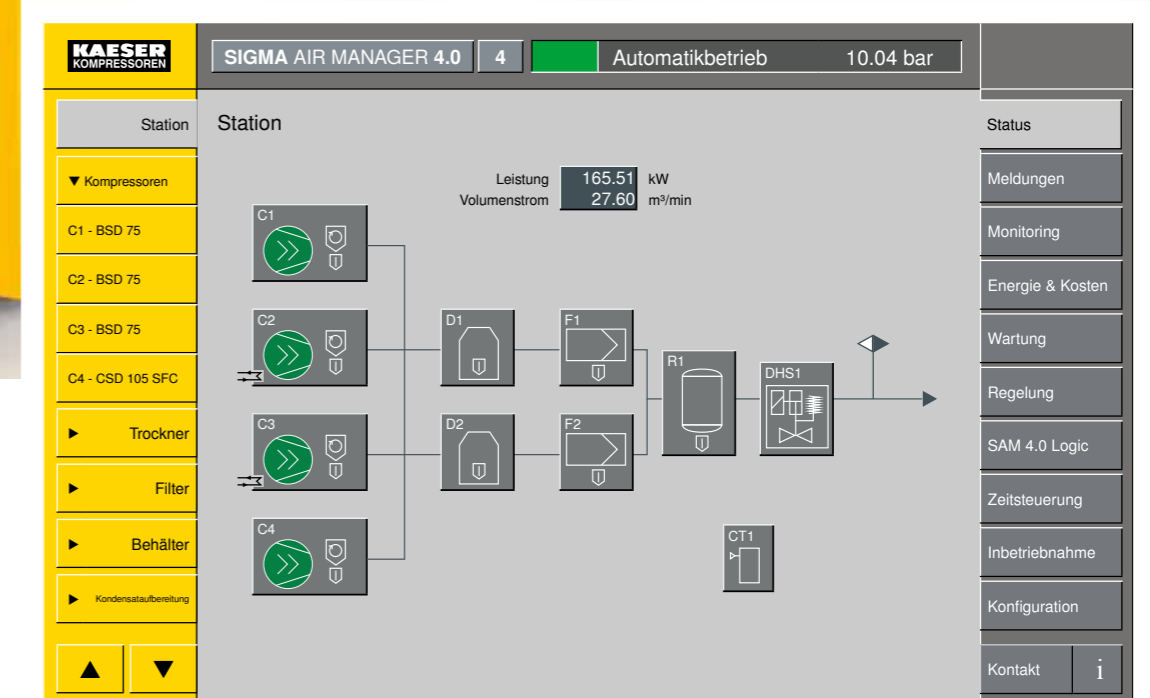 KAESER
KOMPRESSOREN
SIGMA AIR MANAGER 4.0
4
Automatikbetrieb
10.04 bar
Station
▼ Kompressoren
C1 - BSD 75
C2 - BSD 75
C3 - BSD 75
C4 - CSD 105 SFC
► Trockner
► Filter
► Behälter
► Kondensataufbereitung
▲
▼
Station
Leistung 165.51 kW
Volumenstrom 27.60 m³/min
C1
C2
D1
F1
R1
DHS1
C3
D2
F2
C4
CT1
Status
Meldungen
Monitoring
Energie & Kosten
Wartung
Regelung
SAM 4.0 Logic
Zeitsteuerung
Inbetriebnahme
Konfiguration
Kontakt
i